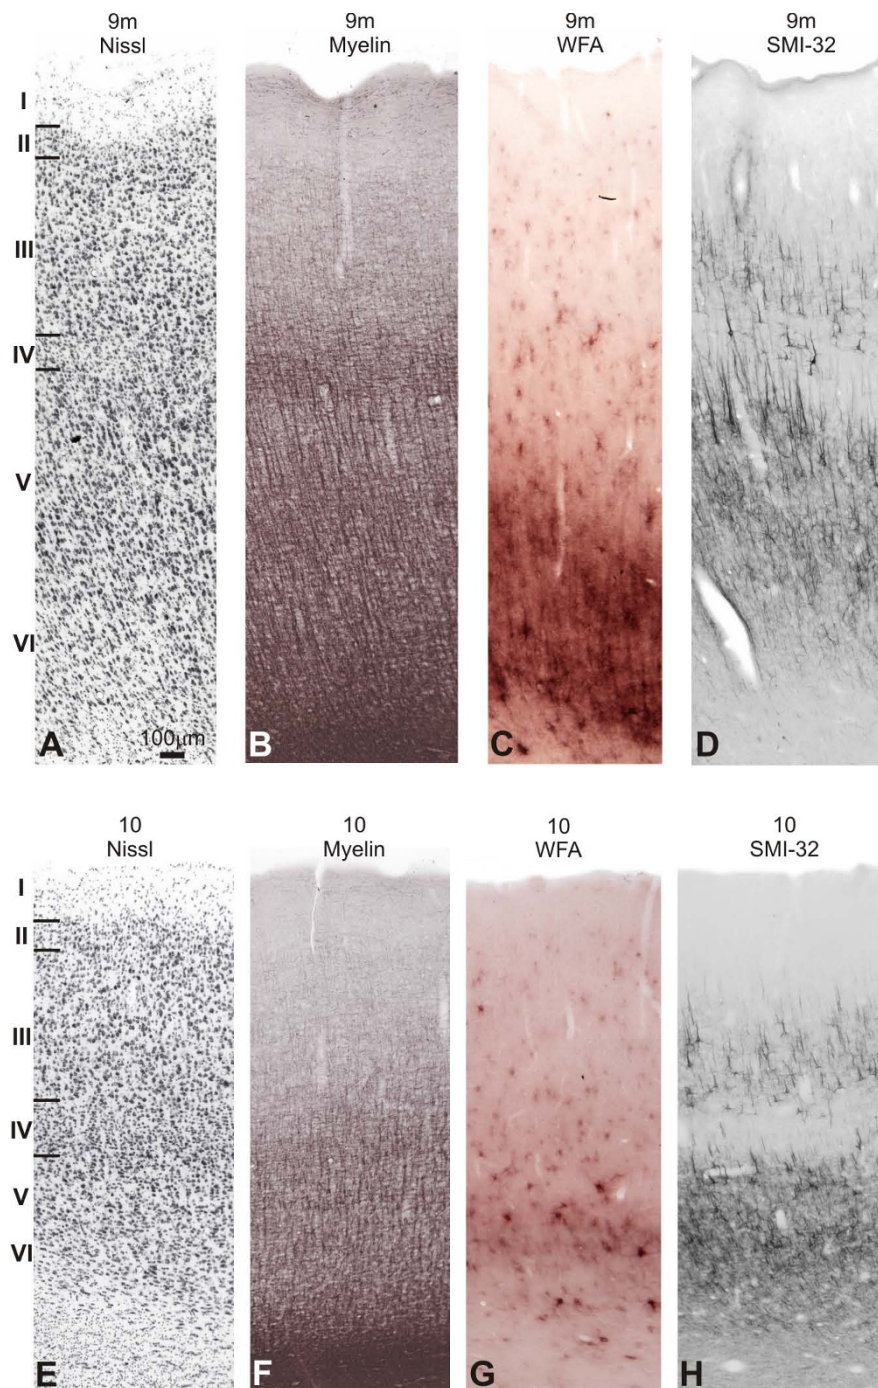 9m
Nissl
9m
Myelin
9m
WFA
9m
SMI-32
I
II
III
IV
V
VI
A
100μm
B
C
D
10
Nissl
10
Myelin
10
WFA
10
SMI-32
I
II
III
IV
V
VI
E
F
G
H